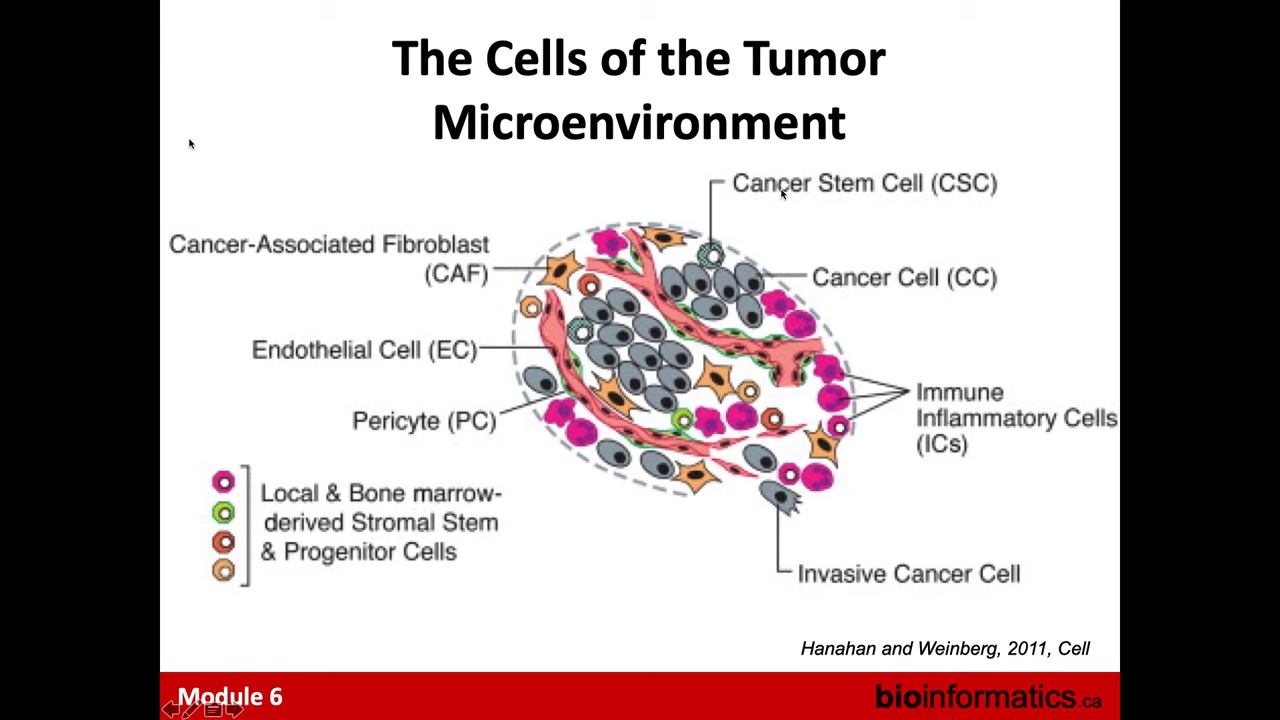 The Cells of the Tumor
Microenvironment
Cancer Stem Cell (CSC)
Cancer-Associated Fibroblast
(CAF)
Cancer Cell (CC)
Endothelial Cell (EC)
Immune
Inflammatory Cells
(ICs)
Pericyte (PC)
Local & Bone marrow-
derived Stromal Stem
& Progenitor Cells
Invasive Cancer Cell
Hanahan and Weinberg, 2011, Cell
Module 6
bioinformatics.ca